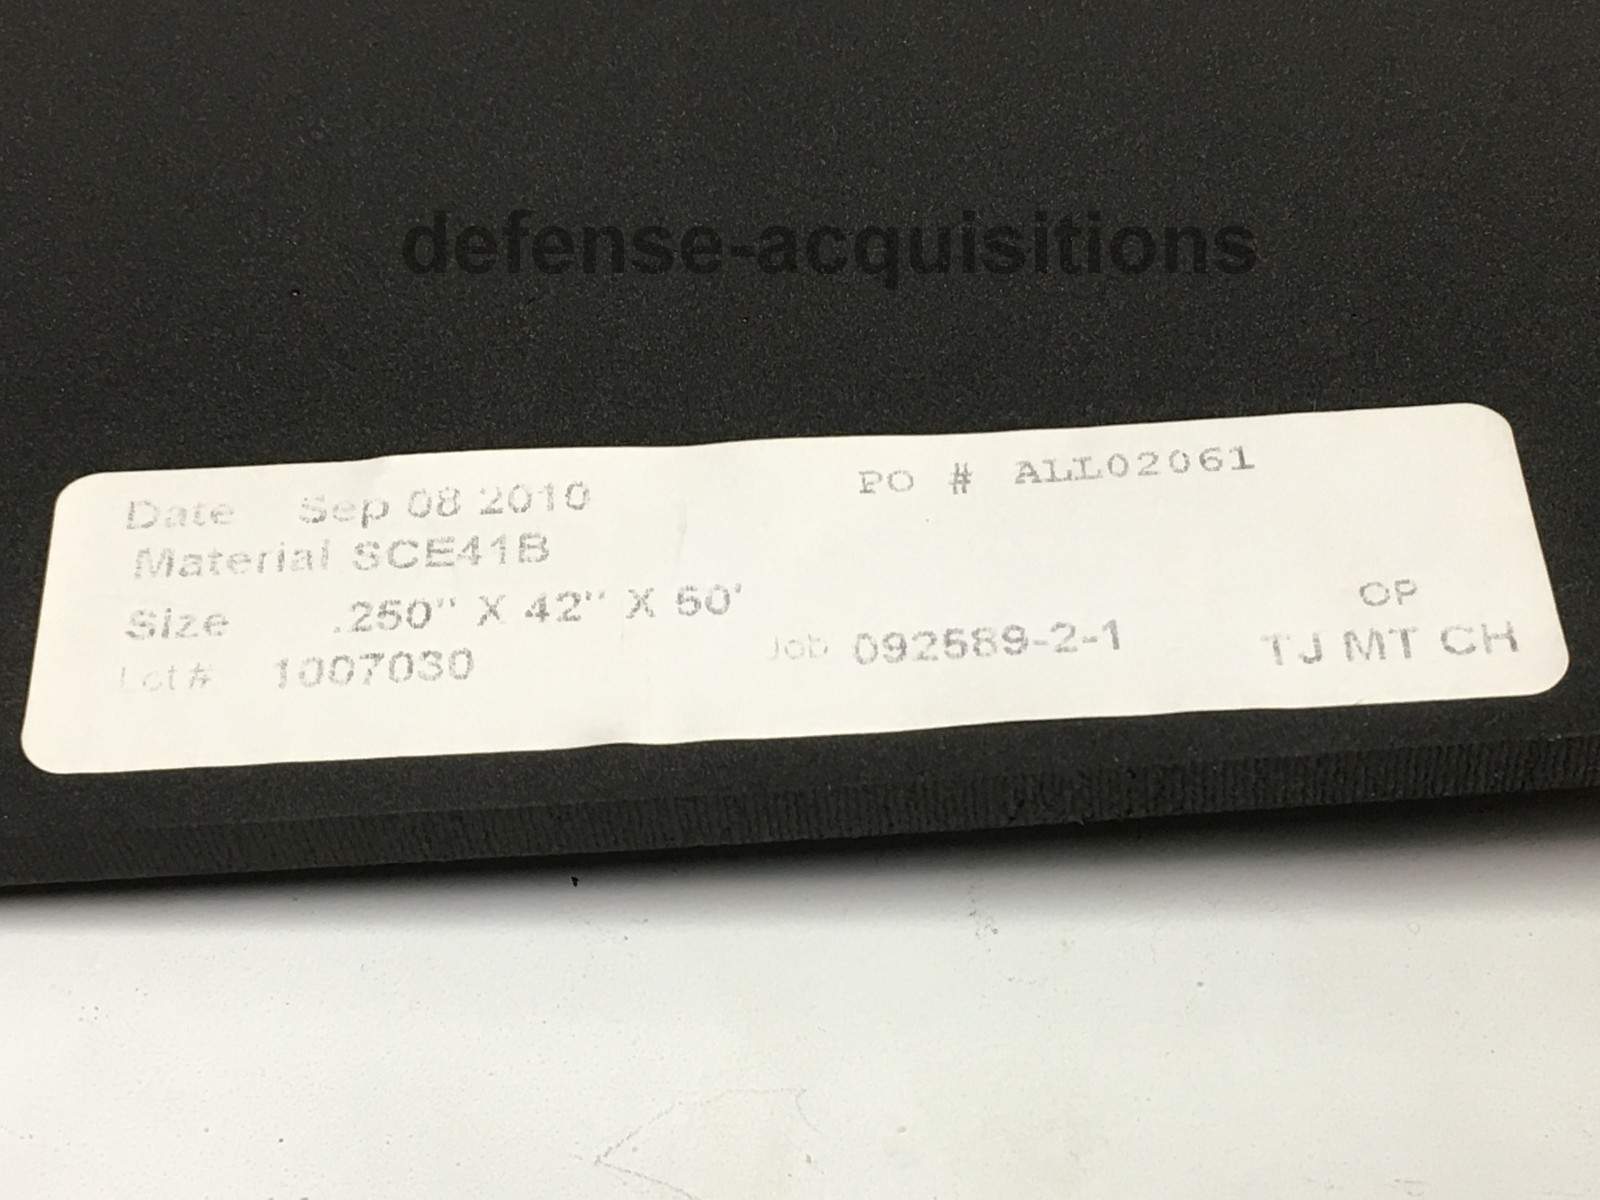 defense-acquisitions
Date Sep 08 2010 PO # ALL02061
Material SCE41B
Size .250" X 42" X 50' OP
Lot# 1007030 Job 092589-2-1 TJ MT CH